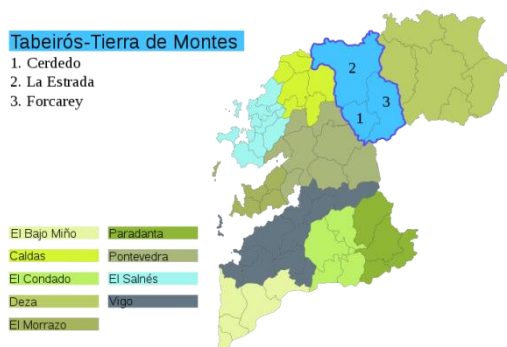 Tabeirós-Tierra de Montes
1. Cerdedo
2. La Estrada
3. Forcarey
2
3
1
El Bajo Miño
Paradanta
Caldas
Pontevedra
El Condado
El Salnés
Deza
Vigo
El Morrazo